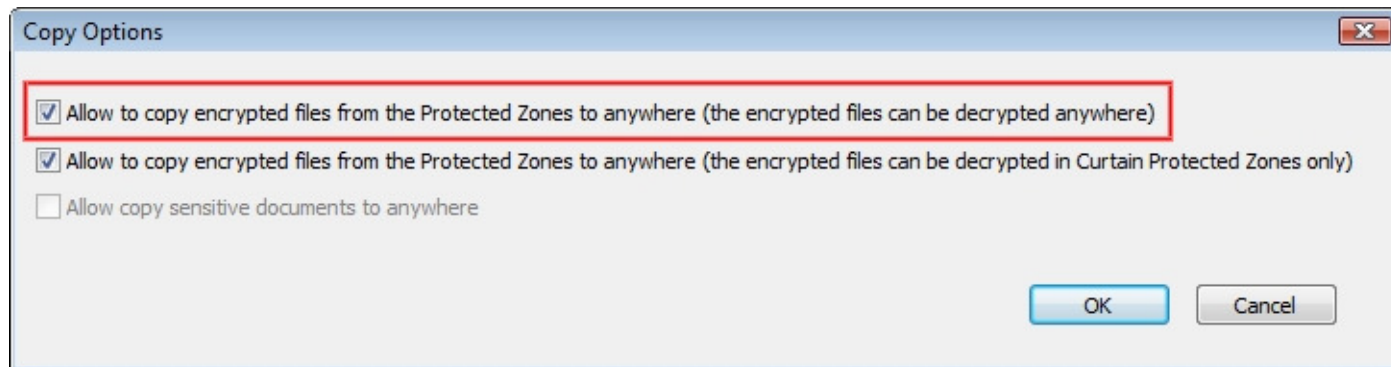 Copy Options
Allow to copy encrypted files from the Protected Zones to anywhere (the encrypted files can be decrypted anywhere)
Allow to copy encrypted files from the Protected Zones to anywhere (the encrypted files can be decrypted in Curtain Protected Zones only)
Allow copy sensitive documents to anywhere
OK
Cancel